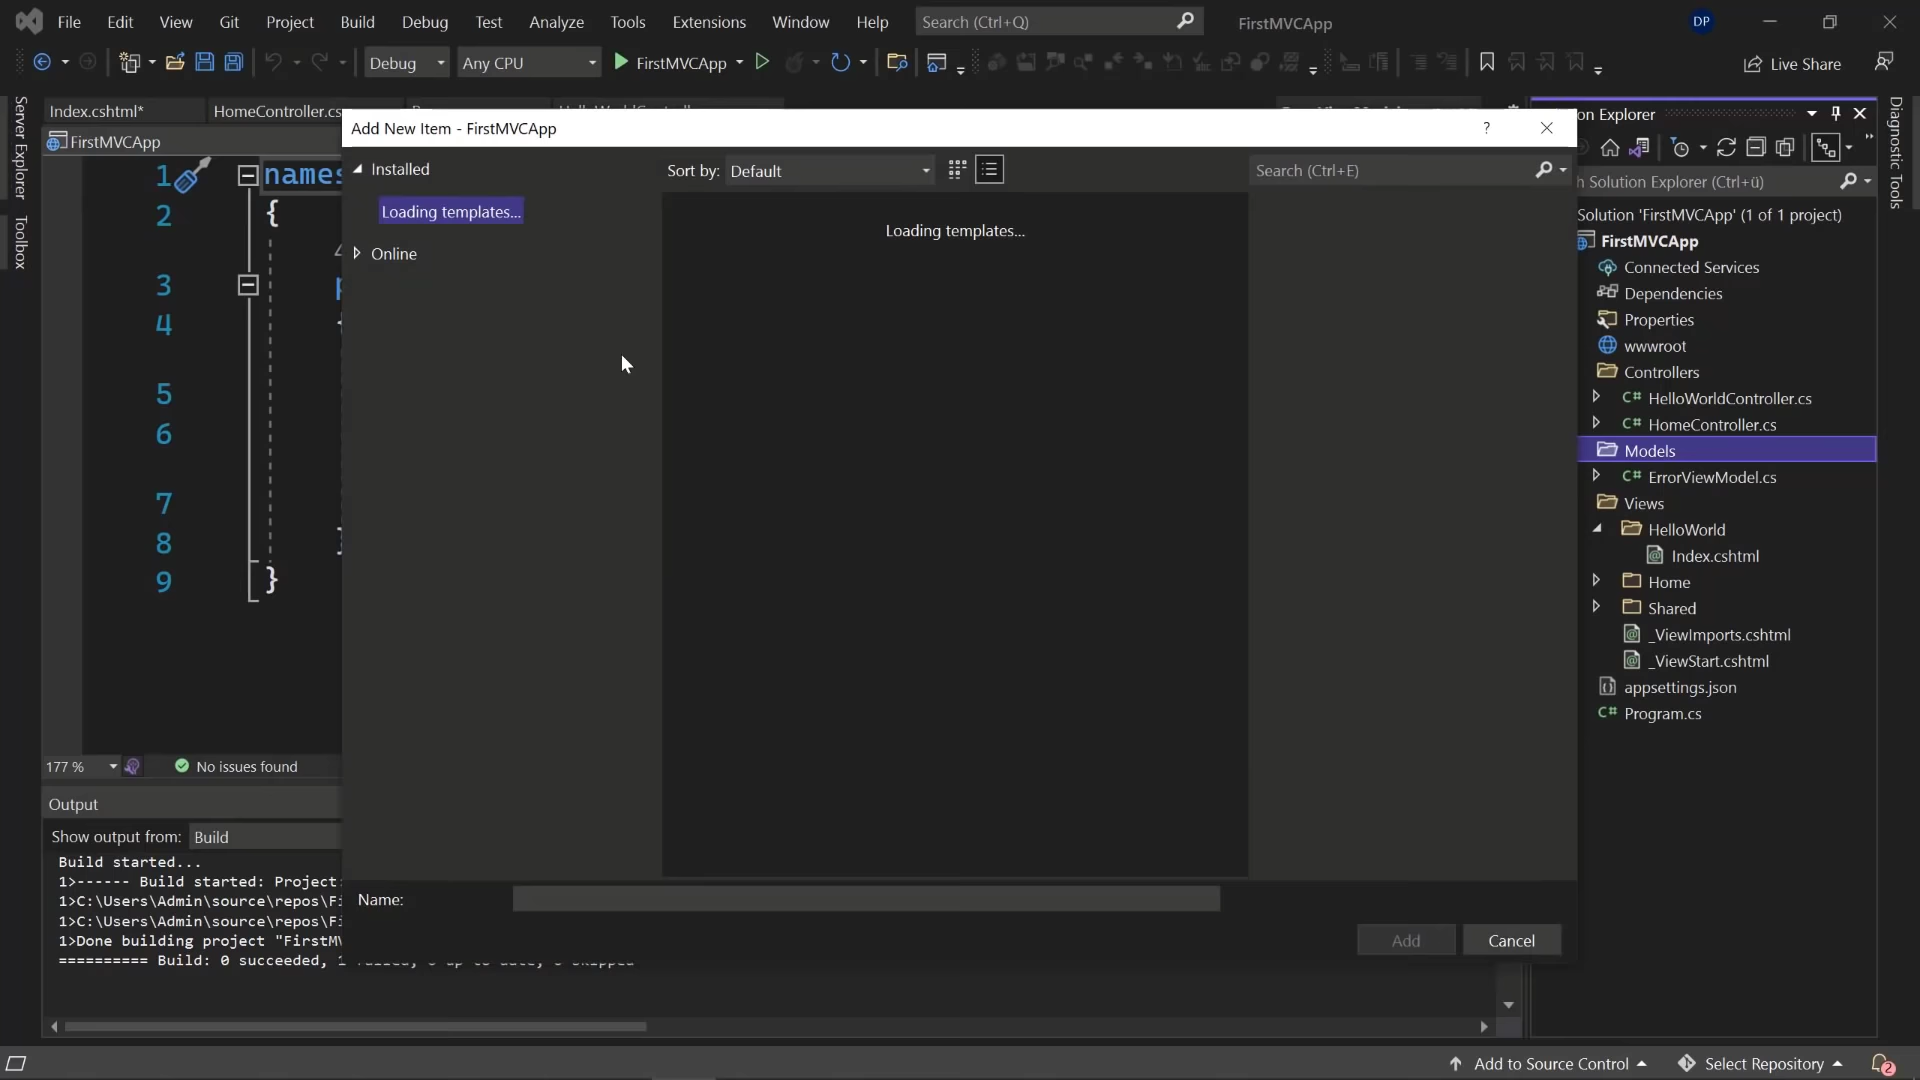 File Edit View Git Project Build Debug Test Analyze Tools Extensions Window Help Search (Ctrl+Q) FirstMVCApp DP
Debug Any CPU FirstMVCApp Live Share
Server Explorer
Toolbox
Index.cshtml* HomeController.cs
FirstMVCApp
Add New Item - FirstMVCApp ?
Installed
Loading templates...
Online
Sort by: Default
Search (Ctrl+E)
Loading templates...
Name:
Add Cancel
1 names
2 {
3
4
5
6
7
8
9 }
177 % No issues found
Output
Show output from: Build
Build started...
1>------ Build started: Project:
1>C:\Users\Admin\source\repos\Fi
1>C:\Users\Admin\source\repos\Fi
1>Done building project "FirstMV
========== Build: 0 succeeded, 1
on Explorer
h Solution Explorer (Ctrl+ü)
Solution 'FirstMVCApp' (1 of 1 project)
FirstMVCApp
Connected Services
Dependencies
Properties
wwwroot
Controllers
C# HelloWorldController.cs
C# HomeController.cs
Models
C# ErrorViewModel.cs
Views
HelloWorld
Index.cshtml
Home
Shared
_ViewImports.cshtml
_ViewStart.cshtml
appsettings.json
C# Program.cs
Diagnostic Tools
Add to Source Control Select Repository 2